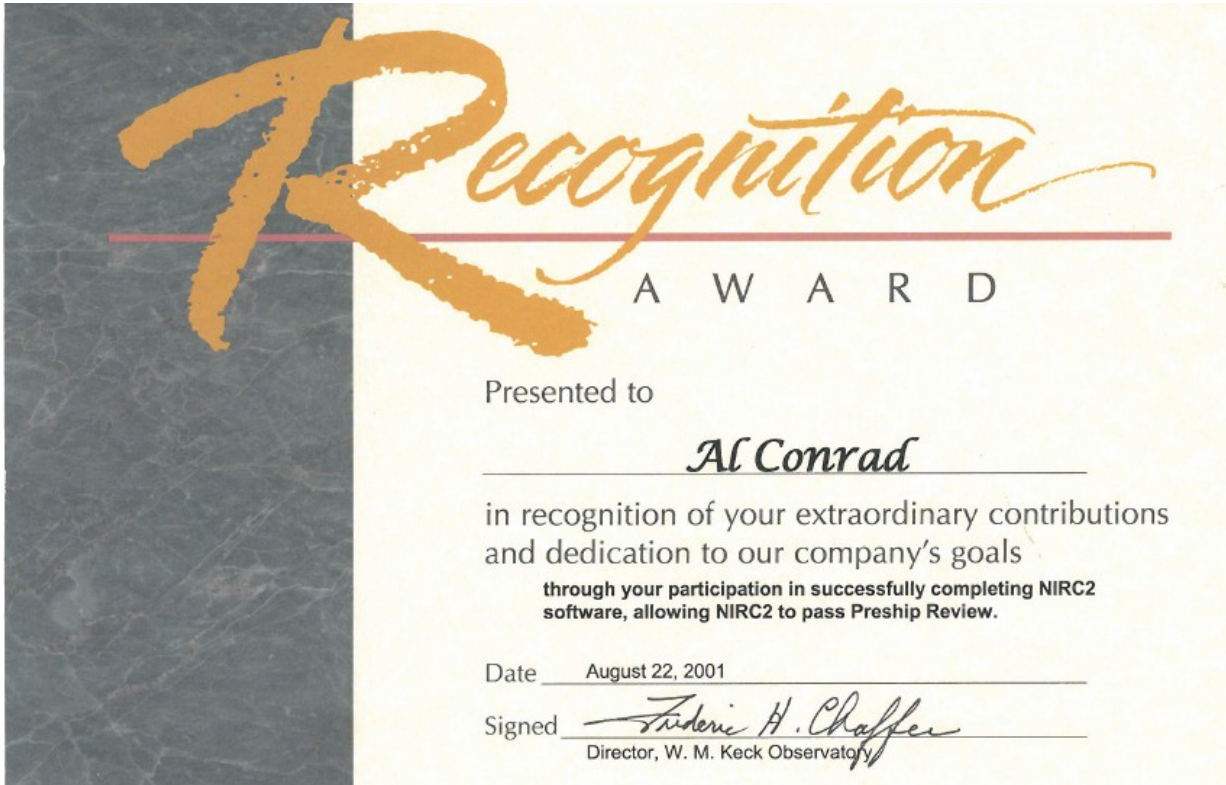 Recognition
AWARD
Presented to
Al Conrad
in recognition of your extraordinary contributions
and dedication to our company's goals
through your participation in successfully completing NIRC2
software, allowing NIRC2 to pass Preship Review.
Date August 22, 2001
Signed Frederic H. Chaffee
Director, W. M. Keck Observatory